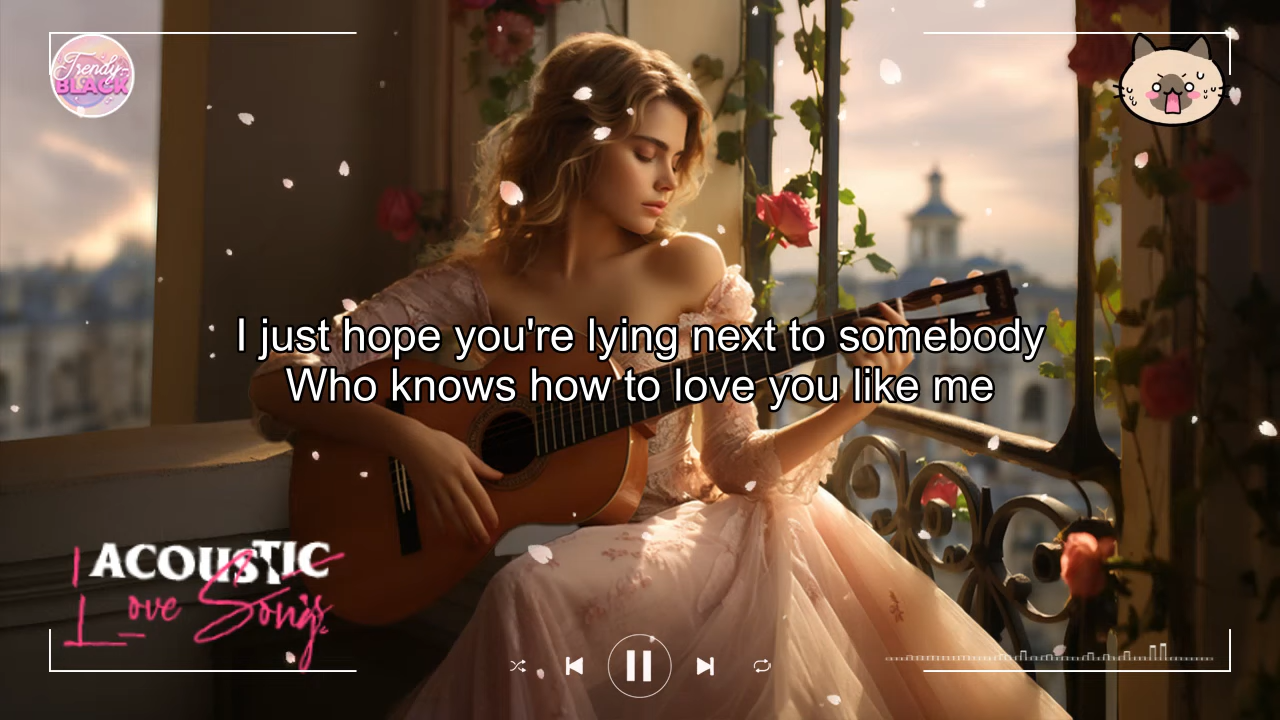 Trendy
BLACK
I just hope you're lying next to somebody
Who knows how to love you like me
ACOUSTIC
Love Songs